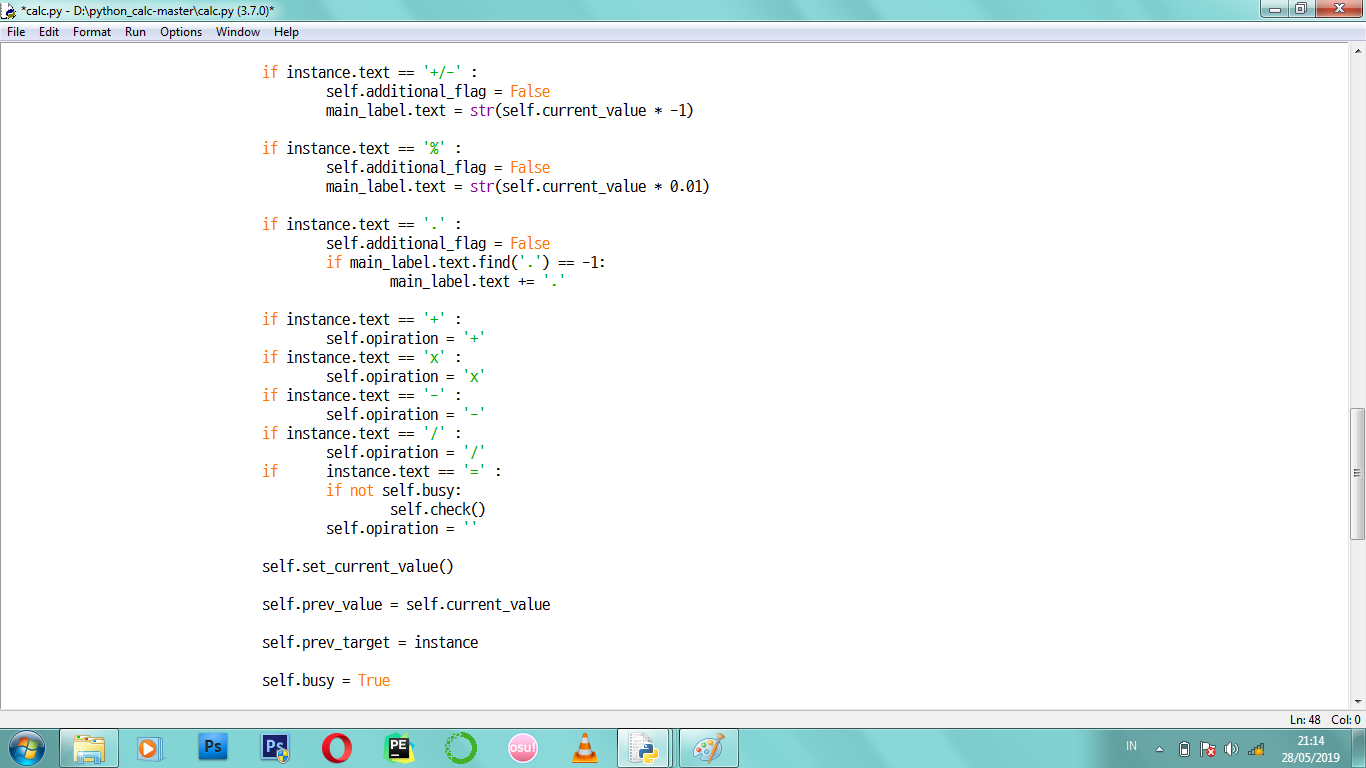 *calc.py - D:\python_calc-master\calc.py (3.7.0)*
File Edit Format Run Options Window Help
if instance.text == '+/-' :
self.additional_flag = False
main_label.text = str(self.current_value * -1)
if instance.text == '%' :
self.additional_flag = False
main_label.text = str(self.current_value * 0.01)
if instance.text == '.' :
self.additional_flag = False
if main_label.text.find('.') == -1:
main_label.text += '.'
if instance.text == '+' :
self.opiration = '+'
if instance.text == 'x' :
self.opiration = 'x'
if instance.text == '-' :
self.opiration = '-'
if instance.text == '/' :
self.opiration = '/'
if instance.text == '=' :
if not self.busy:
self.check()
self.opiration = ''
self.set_current_value()
self.prev_value = self.current_value
self.prev_target = instance
self.busy = True
Ln: 48 Col: 0
Ps
Ps
PE
osu!
IN
21:14
28/05/2019